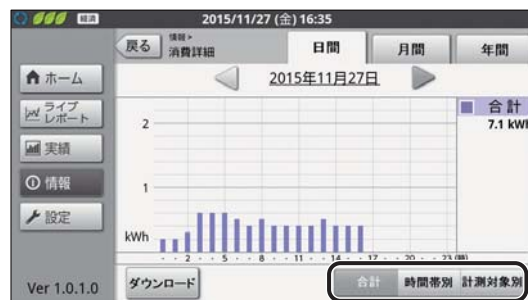 経済 2015/11/27 (金) 16:35
戻る 情報>
消費詳細
日間 月間 年間
ホーム
2015年11月27日
ライブ
レポート
合計
7.1 kWh
2
実績
1
情報
設定
kWh
2 5 8 11 14 17 20 23 (時)
Ver 1.0.1.0
ダウンロード
合計 時間帯別 計測対象別